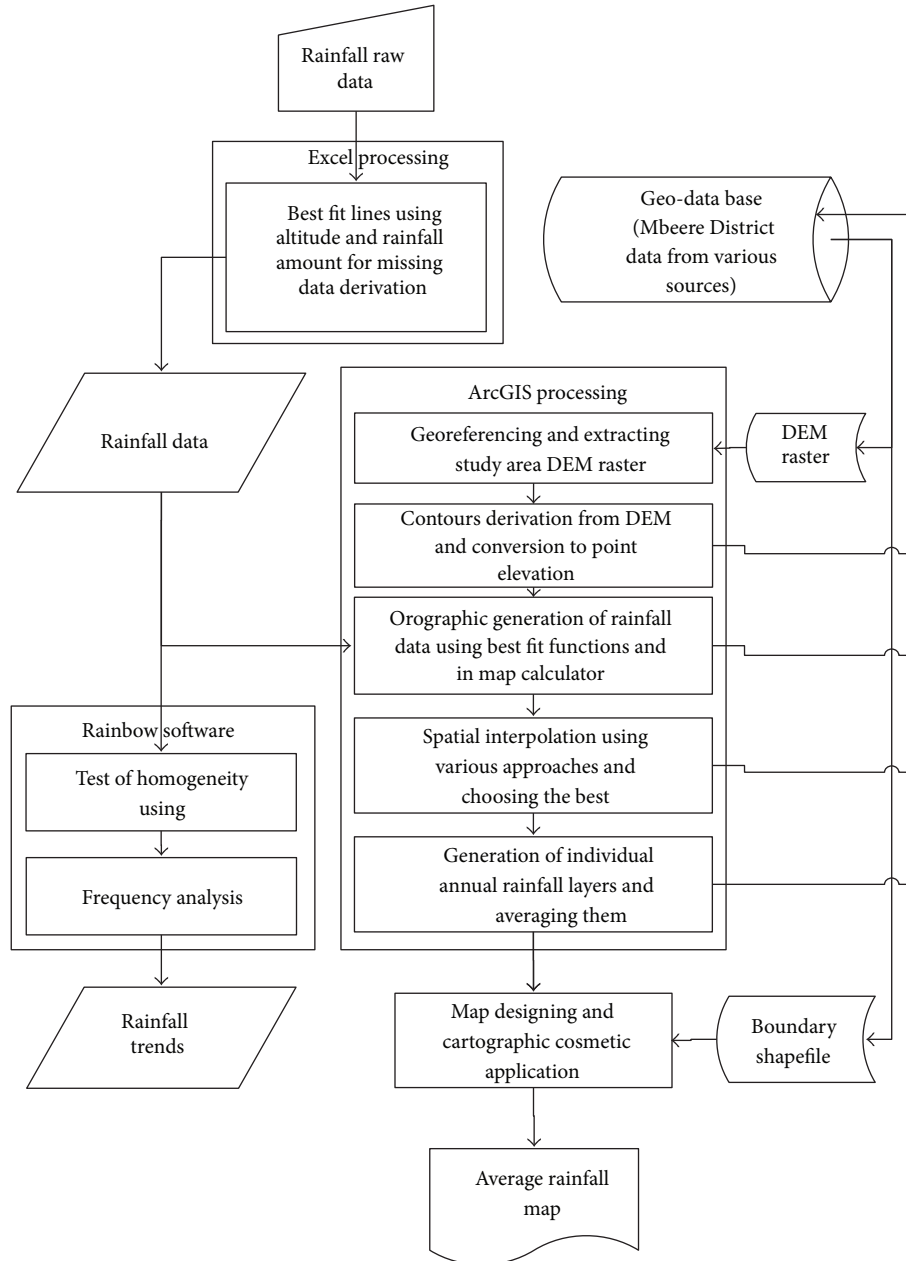 Rainfall raw
data
Excel processing
Best fit lines using
altitude and rainfall
amount for missing
data derivation
Geo-data base
(Mbeere District
data from various
sources)
Rainfall data
ArcGIS processing
Georeferencing and extracting
study area DEM raster
DEM
raster
Contours derivation from DEM
and conversion to point
elevation
Orographic generation of rainfall
data using best fit functions and
in map calculator
Rainbow software
Test of homogeneity
using
Frequency analysis
Spatial interpolation using
various approaches and
choosing the best
Generation of individual
annual rainfall layers and
averaging them
Rainfall
trends
Map designing and
cartographic cosmetic
application
Boundary
shapefile
Average rainfall
map